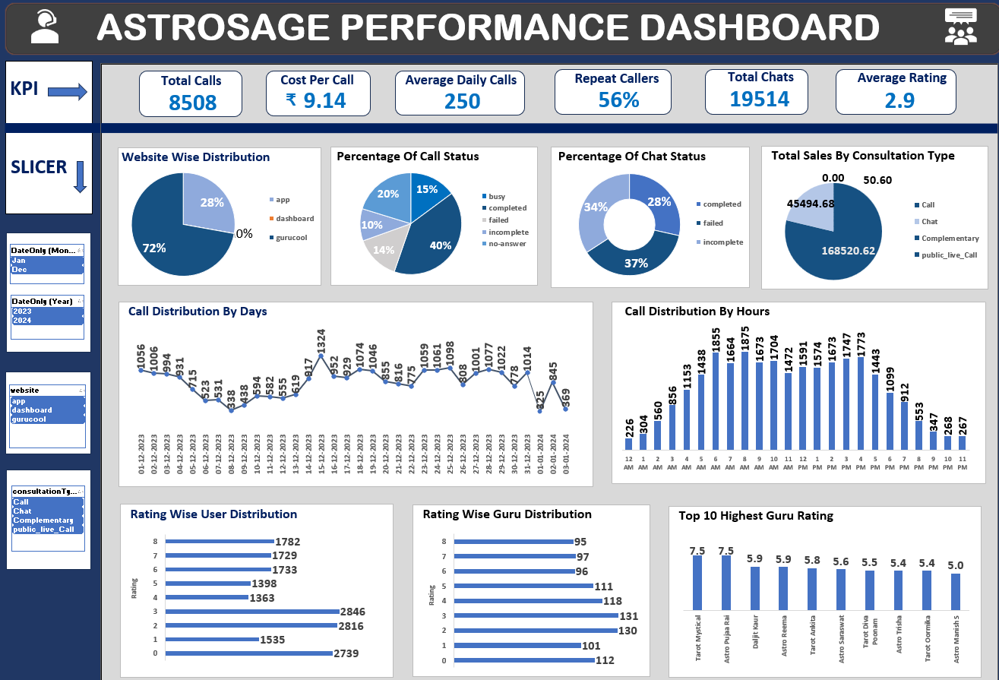 ASTROSAGE PERFORMANCE DASHBOARD
KPI
Total Calls
8508
Cost Per Call
₹ 9.14
Average Daily Calls
250
Repeat Callers
56%
Total Chats
19514
Average Rating
2.9
SLICER
DateOnly (Mon...
Jan
Dec
DateOnly (Year)
2023
2024
website
app
dashboard
gurucool
consultationTy...
Call
Chat
Complementary
public_live_Call
Website Wise Distribution
28%
0%
72%
app
dashboard
gurucool
Percentage Of Call Status
15%
40%
14%
10%
20%
busy
completed
failed
incomplete
no-answer
Percentage Of Chat Status
28%
37%
34%
completed
failed
incomplete
Total Sales By Consultation Type
0.00
50.60
45494.68
168520.62
Call
Chat
Complementary
public_live_Call
Call Distribution By Days
1056
1006
994
931
715
523
531
338
438
594
582
555
619
917
1324
952
929
1074
1046
855
816
775
1059
1061
1098
808
1001
1077
1022
778
1014
325
845
369
01-12-2023
02-12-2023
03-12-2023
04-12-2023
05-12-2023
06-12-2023
07-12-2023
08-12-2023
09-12-2023
10-12-2023
11-12-2023
12-12-2023
13-12-2023
14-12-2023
15-12-2023
16-12-2023
17-12-2023
18-12-2023
19-12-2023
20-12-2023
21-12-2023
22-12-2023
23-12-2023
24-12-2023
25-12-2023
26-12-2023
27-12-2023
28-12-2023
29-12-2023
30-12-2023
31-12-2023
01-01-2024
02-01-2024
03-01-2024
Call Distribution By Hours
226
304
560
856
1153
1438
1855
1664
1875
1673
1704
1472
1591
1574
1673
1747
1773
1443
1099
912
553
347
268
267
12 AM
1 AM
2 AM
3 AM
4 AM
5 AM
6 AM
7 AM
8 AM
9 AM
10 AM
11 AM
12 PM
1 PM
2 PM
3 PM
4 PM
5 PM
6 PM
7 PM
8 PM
9 PM
10 PM
11 PM
Rating Wise User Distribution
Rating
8 1782
7 1729
6 1733
5 1398
4 1363
3 2846
2 2816
1 1535
0 2739
Rating Wise Guru Distribution
Rating
8 95
7 97
6 96
5 111
4 118
3 131
2 130
1 101
0 112
Top 10 Highest Guru Rating
7.5
7.5
5.9
5.9
5.8
5.6
5.5
5.4
5.4
5.0
Tarot Mystical
Astro Pujaa Rai
Daljit Kaur
Astro Reema
Tarot Ankita
Astro Saraswat
Tarot Diva
Poonam
Astro Trisha
Tarot Oormika
Astro Manish S